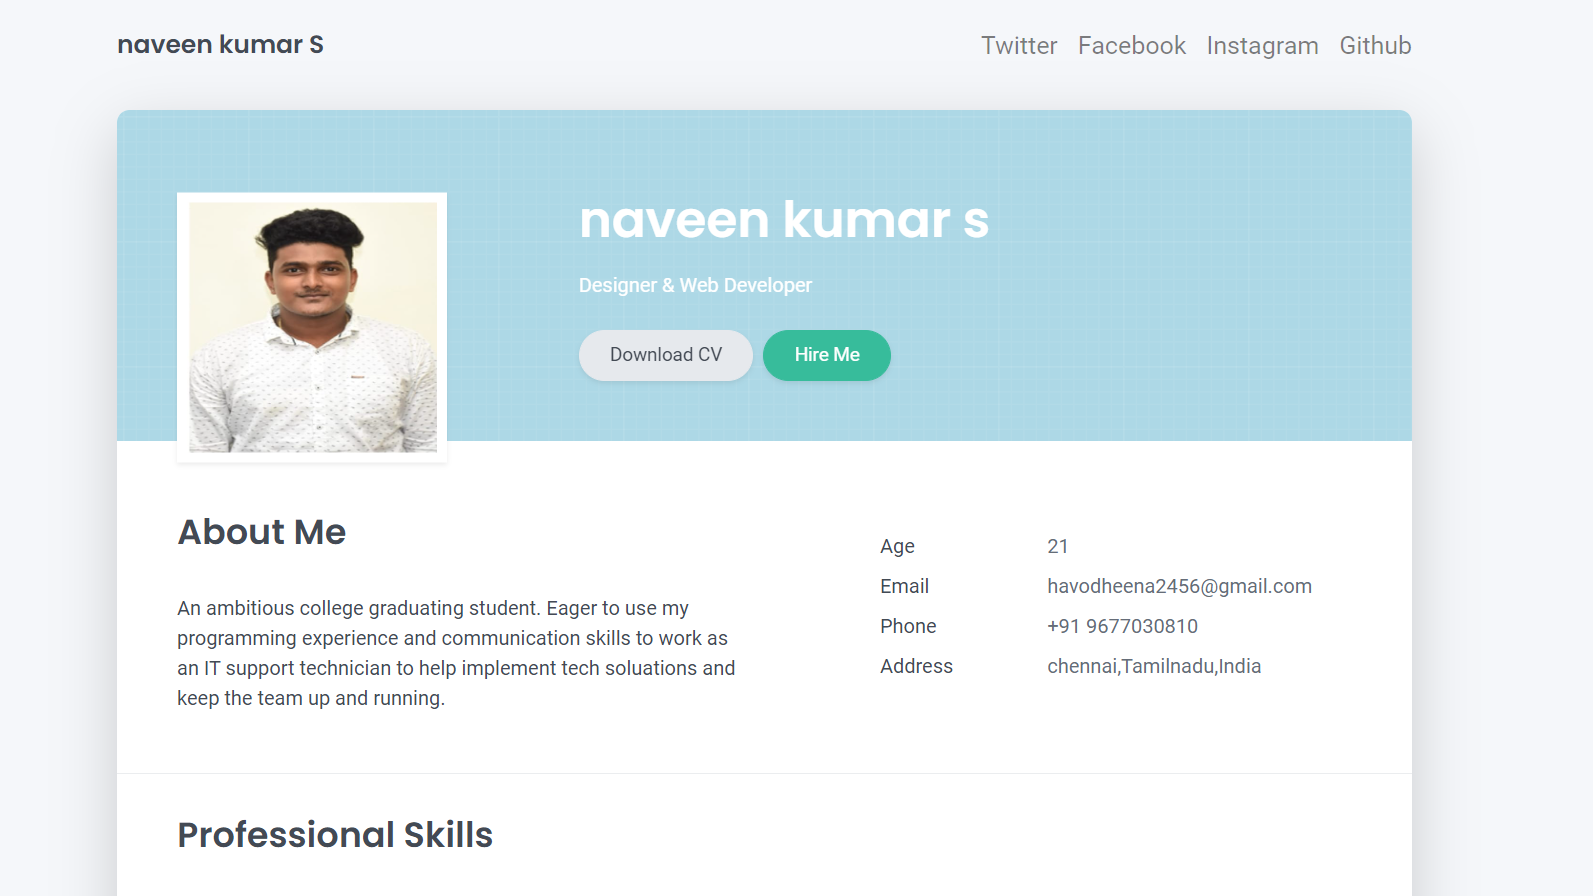 naveen kumar S
Twitter Facebook Instagram Github
naveen kumar s
Designer & Web Developer
Download CV
Hire Me
About Me
An ambitious college graduating student. Eager to use my
programming experience and communication skills to work as
an IT support technician to help implement tech soluations and
keep the team up and running.
Age 21
Email havodheena2456@gmail.com
Phone +91 9677030810
Address chennai,Tamilnadu,India
Professional Skills